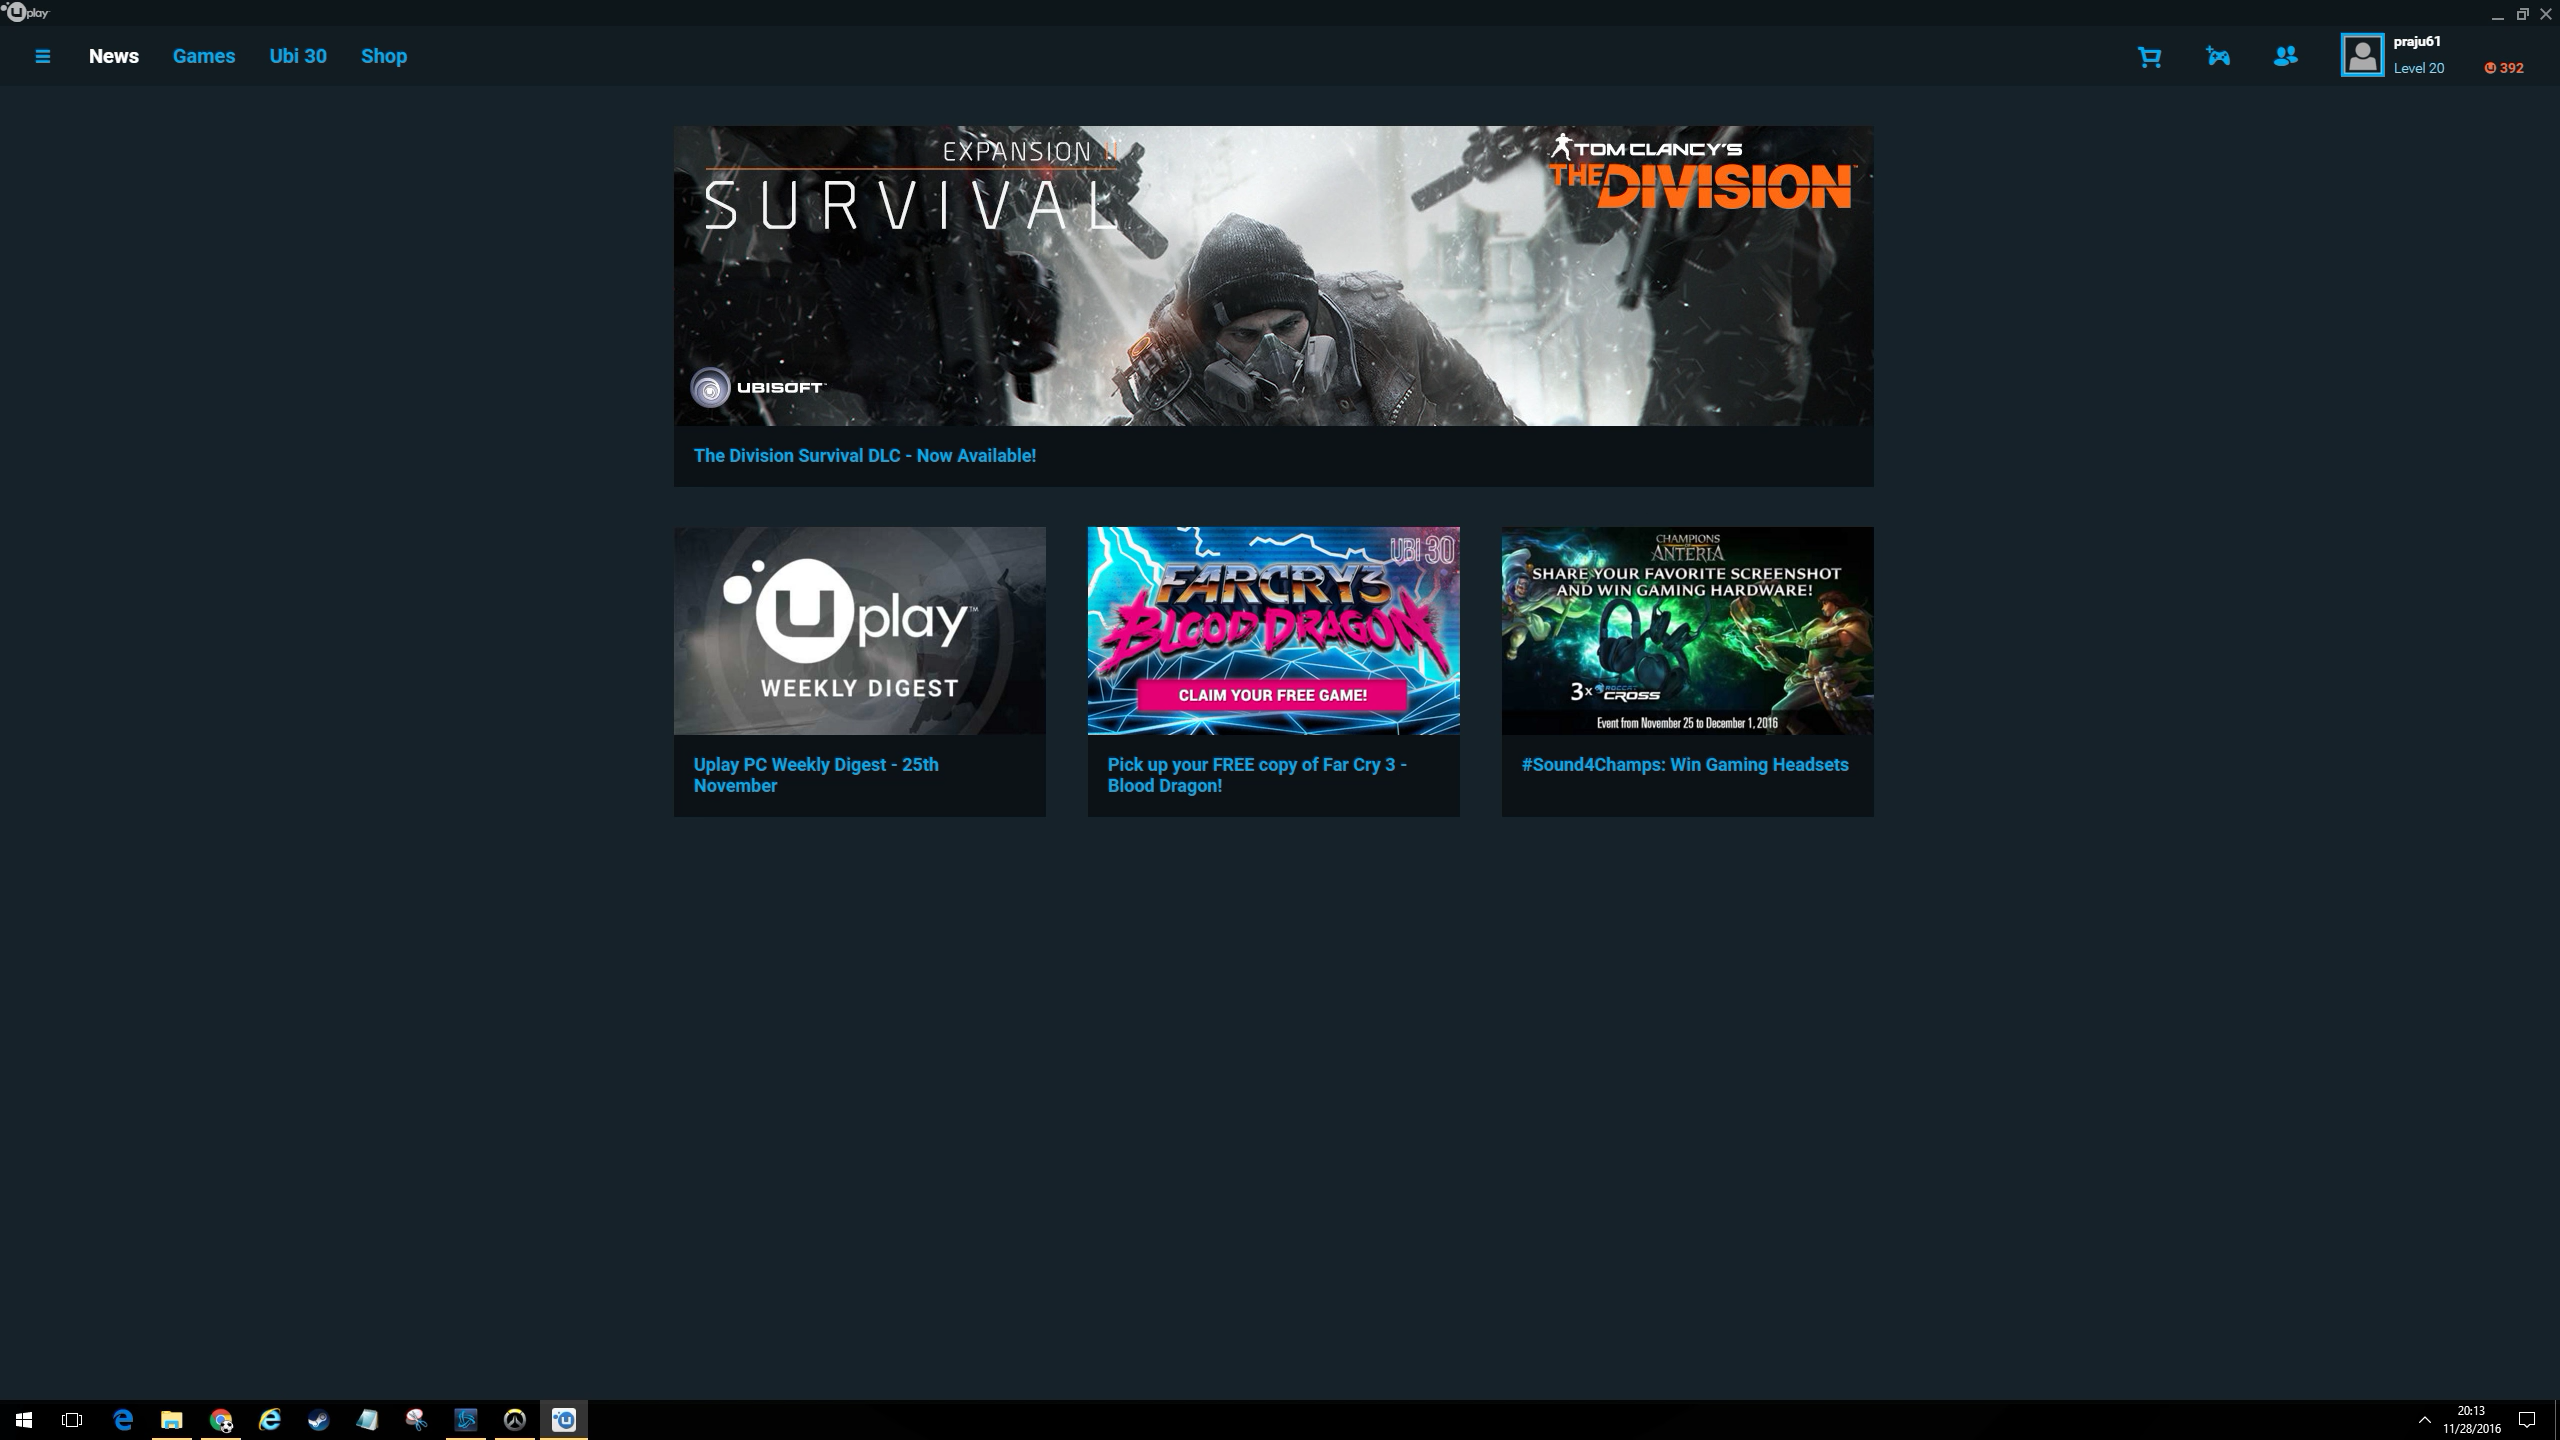 Uplay
News Games Ubi 30 Shop
praju61
Level 20
392
EXPANSION II
SURVIVAL
TOM CLANCY'S
THE DIVISION
UBISOFT
The Division Survival DLC - Now Available!
Uplay™
WEEKLY DIGEST
Uplay PC Weekly Digest - 25th
November
UBI 30
FARCRY3
BLOOD DRAGON
CLAIM YOUR FREE GAME!
Pick up your FREE copy of Far Cry 3 -
Blood Dragon!
CHAMPIONS
OF ANTERIA
SHARE YOUR FAVORITE SCREENSHOT
AND WIN GAMING HARDWARE!
3x ROCCAT CROSS
Event from November 25 to December 1, 2016
#Sound4Champs: Win Gaming Headsets
20:13
11/28/2016